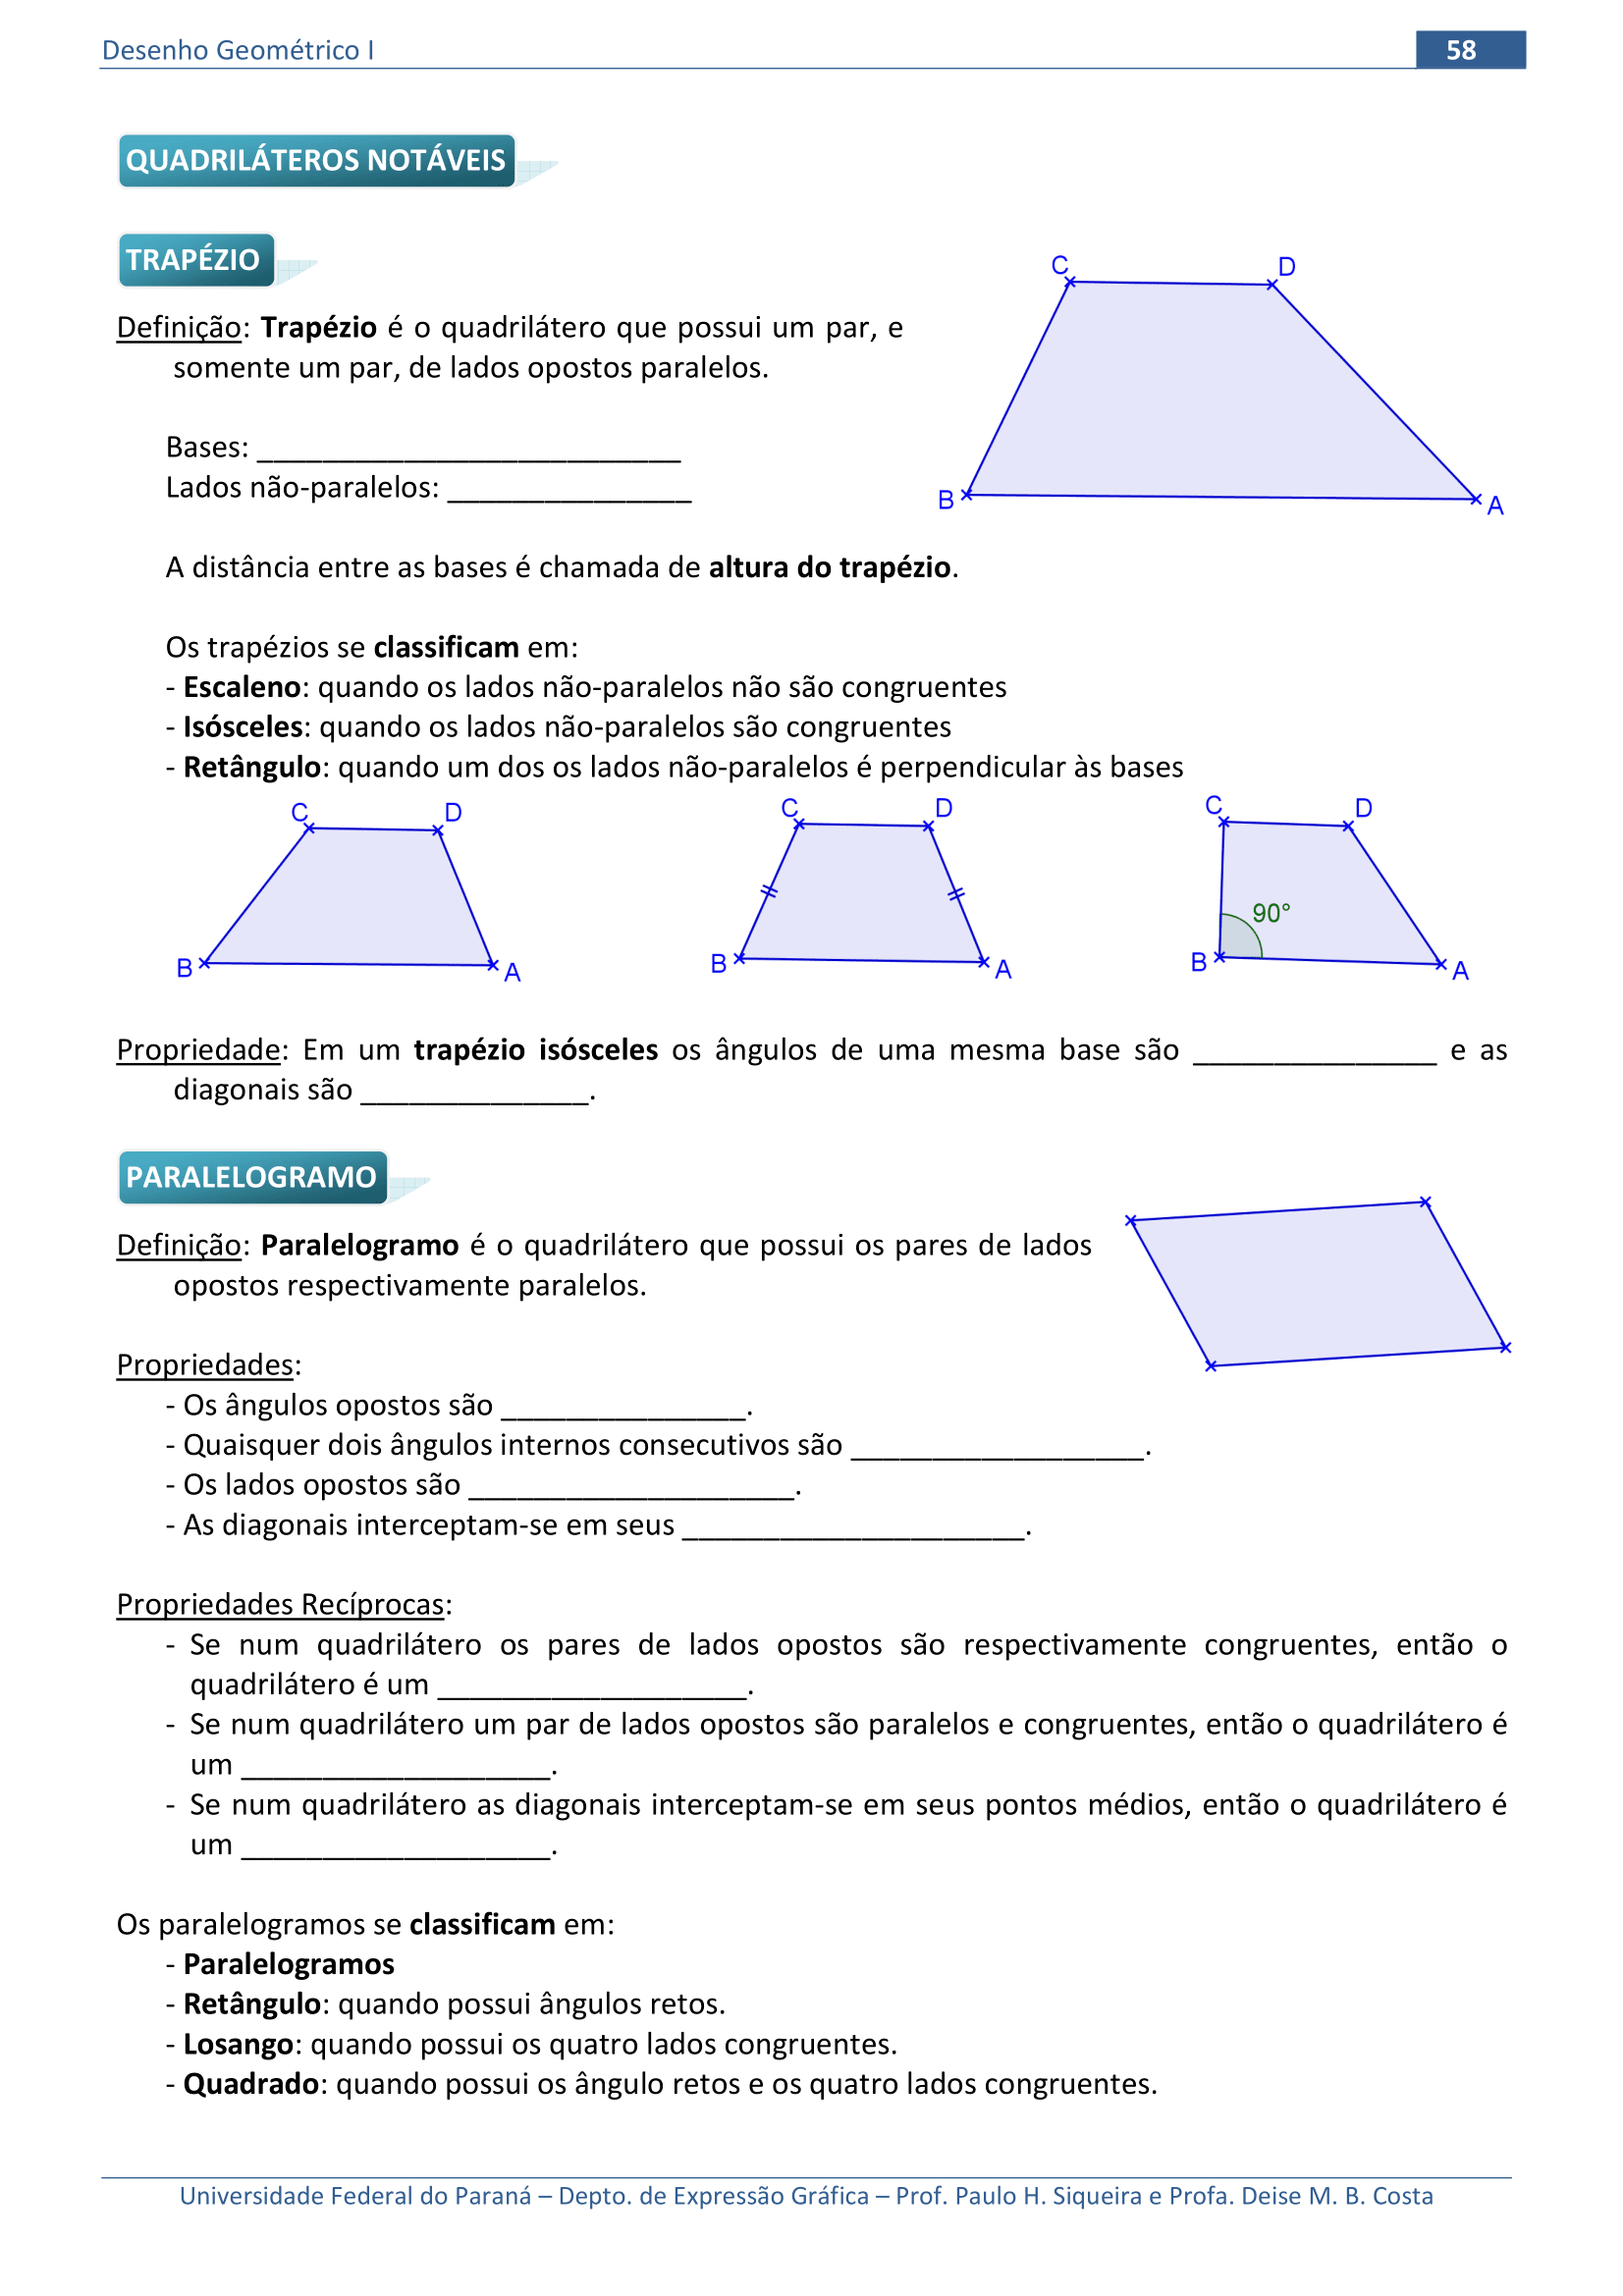 Desenho Geométrico I
58
QUADRILÁTEROS NOTÁVEIS
TRAPÉZIO
Definição: Trapézio é o quadrilátero que possui um par, e
somente um par, de lados opostos paralelos.
Bases: __________________________
Lados não-paralelos: _______________
C
D
B
A
A distância entre as bases é chamada de altura do trapézio.
Os trapézios se classificam em:
- Escaleno: quando os lados não-paralelos não são congruentes
- Isósceles: quando os lados não-paralelos são congruentes
- Retângulo: quando um dos os lados não-paralelos é perpendicular às bases
C
D
B
A
C
D
B
A
C
D
90°
B
A
Propriedade: Em um trapézio isósceles os ângulos de uma mesma base são _______________ e as
diagonais são ______________.
PARALELOGRAMO
Definição: Paralelogramo é o quadrilátero que possui os pares de lados
opostos respectivamente paralelos.
Propriedades:
- Os ângulos opostos são _______________.
- Quaisquer dois ângulos internos consecutivos são __________________.
- Os lados opostos são ____________________.
- As diagonais interceptam-se em seus _____________________.
Propriedades Recíprocas:
- Se num quadrilátero os pares de lados opostos são respectivamente congruentes, então o
quadrilátero é um ___________________.
- Se num quadrilátero um par de lados opostos são paralelos e congruentes, então o quadrilátero é
um ___________________.
- Se num quadrilátero as diagonais interceptam-se em seus pontos médios, então o quadrilátero é
um ___________________.
Os paralelogramos se classificam em:
- Paralelogramos
- Retângulo: quando possui ângulos retos.
- Losango: quando possui os quatro lados congruentes.
- Quadrado: quando possui os ângulo retos e os quatro lados congruentes.
Universidade Federal do Paraná – Depto. de Expressão Gráfica – Prof. Paulo H. Siqueira e Profa. Deise M. B. Costa